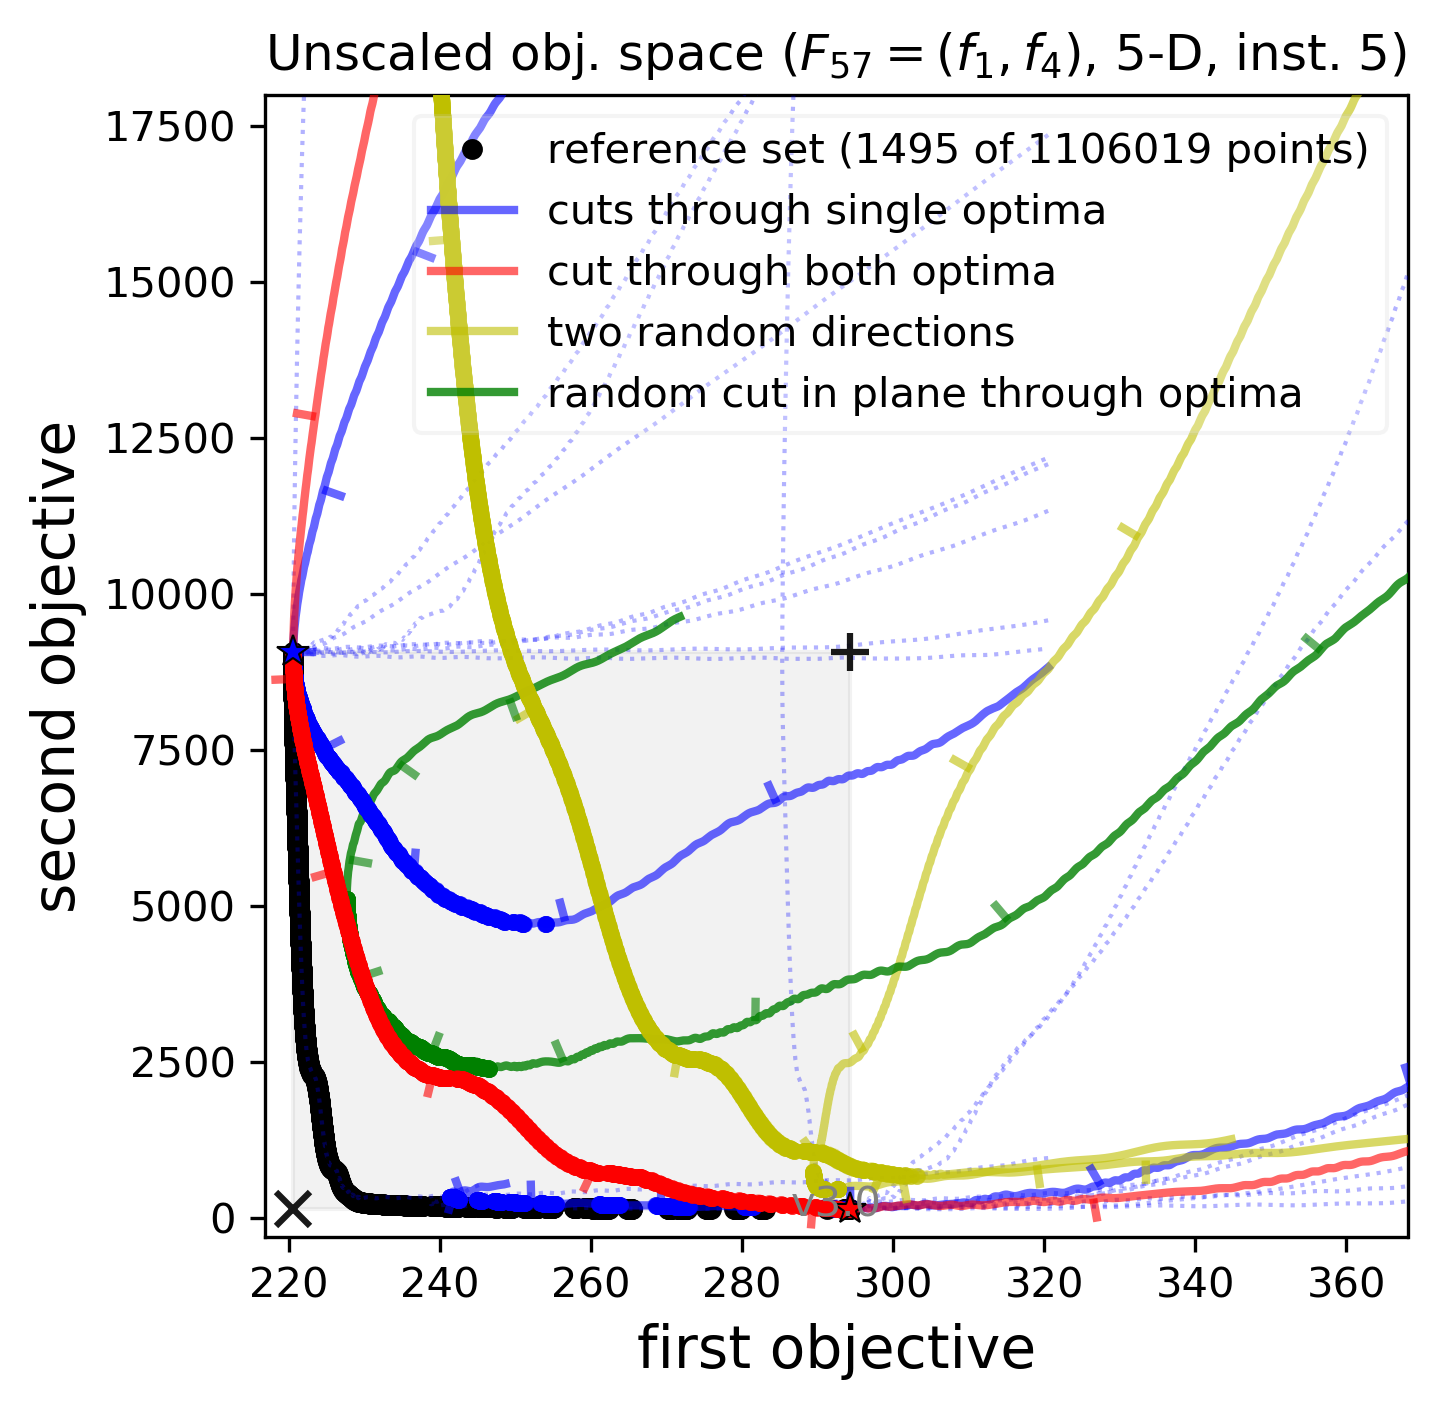 Unscaled obj. space (F₅₇ = (f₁, f₄), 5-D, inst. 5)
reference set (1495 of 1106019 points)
cuts through single optima
cut through both optima
two random directions
random cut in plane through optima
second objective
17500
15000
12500
10000
7500
5000
2500
0
v3.0
220 240 260 280 300 320 340 360
first objective